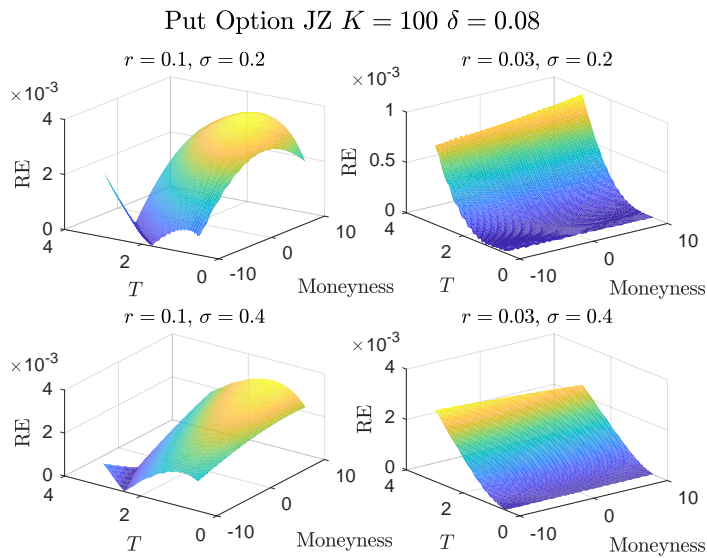 Put Option JZ K = 100 δ = 0.08
r = 0.1, σ = 0.2
×10⁻³
4
2
0
RE
4
2
0
T
-10
0
10
Moneyness
r = 0.03, σ = 0.2
×10⁻³
1
0.5
0
RE
4
2
0
T
-10
0
10
Moneyness
r = 0.1, σ = 0.4
×10⁻³
4
2
0
RE
4
2
0
T
-10
0
10
Moneyness
r = 0.03, σ = 0.4
×10⁻³
4
2
0
RE
4
2
0
T
-10
0
10
Moneyness